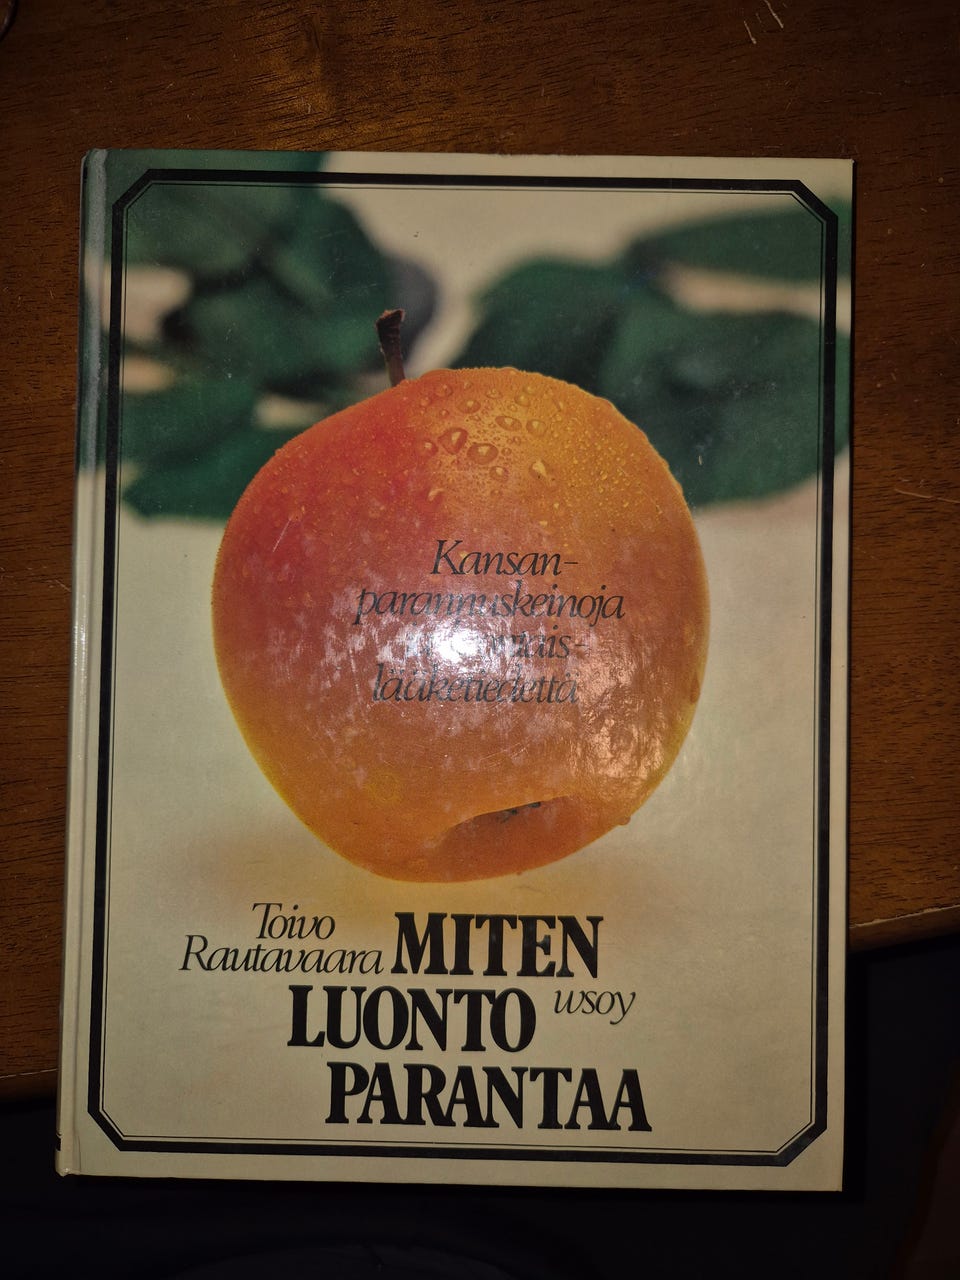 Kansan-
parannuskeinoja
lääketiedettä
Toivo
Rautavaara
MITEN
LUONTO
wsoy
PARANTAA